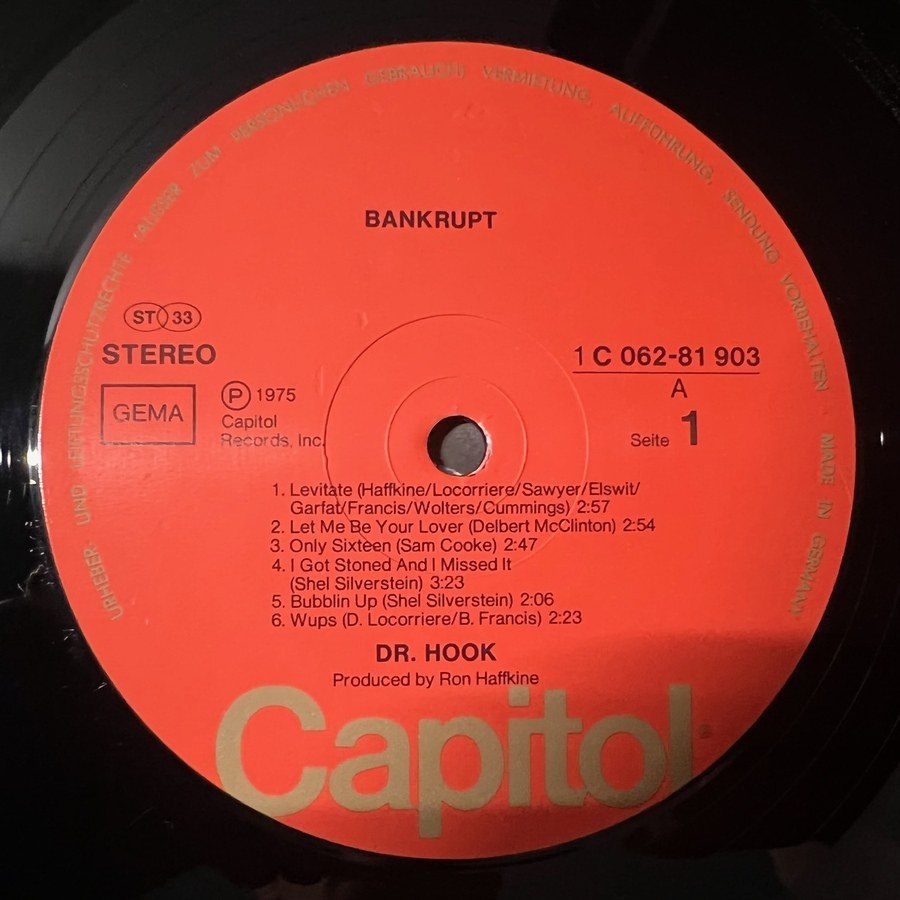 URHEBER- UND LEISTUNGSSCHUTZRECHTE (AUSSER ZUM PERSÖNLICHEN GEBRAUCH) VERMIETUNG, AUFFÜHRUNG, SENDUNG VORBEHALTEN · MADE IN GERMANY
BANKRUPT
ST 33
STEREO
GEMA
Ⓟ 1975
Capitol
Records, Inc.
1 C 062-81 903
A
Seite 1
1. Levitate (Haffkine/Locorriere/Sawyer/Elswit/
Garfat/Francis/Wolters/Cummings) 2:57
2. Let Me Be Your Lover (Delbert McClinton) 2:54
3. Only Sixteen (Sam Cooke) 2:47
4. I Got Stoned And I Missed It
(Shel Silverstein) 3:23
5. Bubblin Up (Shel Silverstein) 2:06
6. Wups (D. Locorriere/B. Francis) 2:23
DR. HOOK
Produced by Ron Haffkine
Capitol®